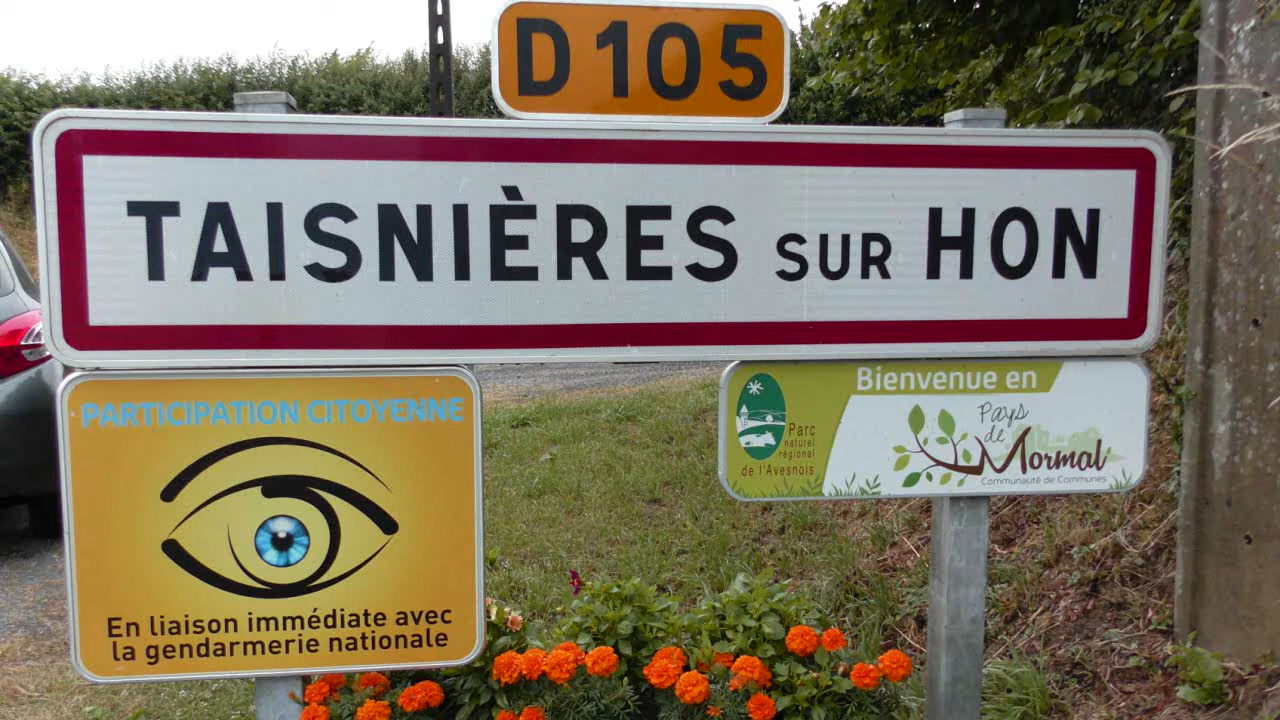 D 105
TAISNIÈRES SUR HON
PARTICIPATION CITOYENNE
En liaison immédiate avec
la gendarmerie nationale
Bienvenue en
Parc
naturel
régional
de l'Avesnois
Pays
de
Mormal
Communauté de Communes